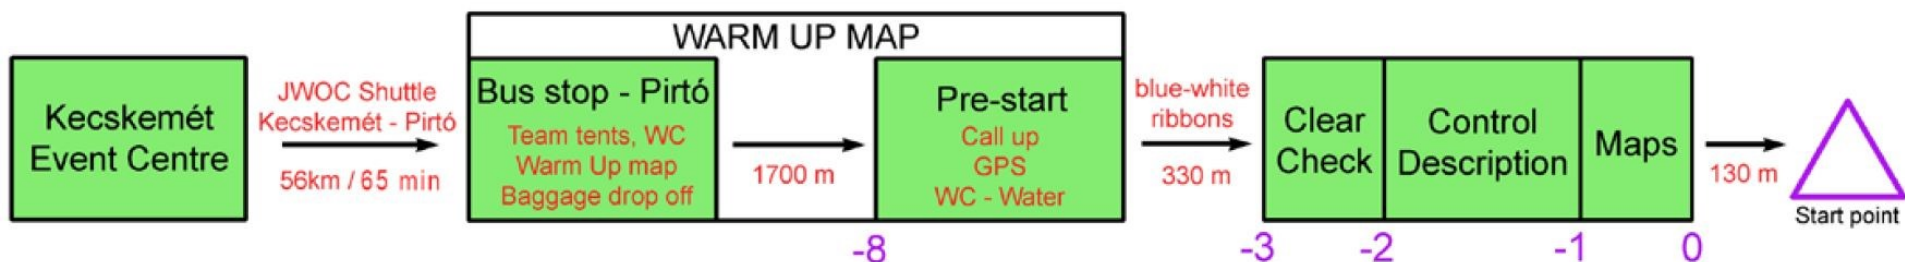 WARM UP MAP
Kecskemét
Event Centre
JWOC Shuttle
Kecskemét - Pirtó
56km / 65 min
Bus stop - Pirtó
Team tents, WC
Warm Up map
Baggage drop off
1700 m
Pre-start
Call up
GPS
WC - Water
blue-white
ribbons
330 m
Clear
Check
Control
Description
Maps
130 m
Start point
-8
-3
-2
-1
0